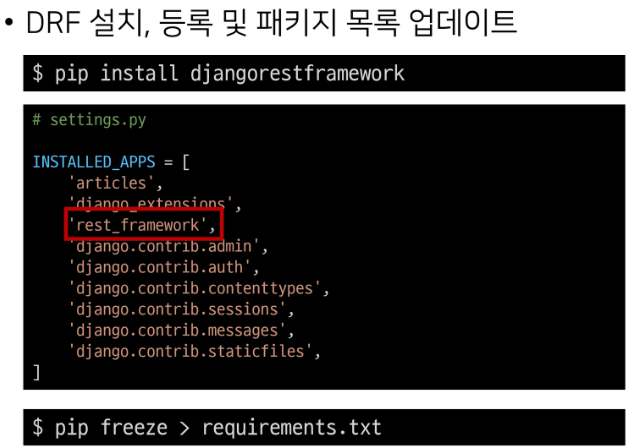 • DRF 설치, 등록 및 패키지 목록 업데이트
$ pip install djangorestframework
# settings.py
INSTALLED_APPS = [
    'articles',
    'django_extensions',
    'rest_framework',
    'django.contrib.admin',
    'django.contrib.auth',
    'django.contrib.contenttypes',
    'django.contrib.sessions',
    'django.contrib.messages',
    'django.contrib.staticfiles',
]
$ pip freeze > requirements.txt